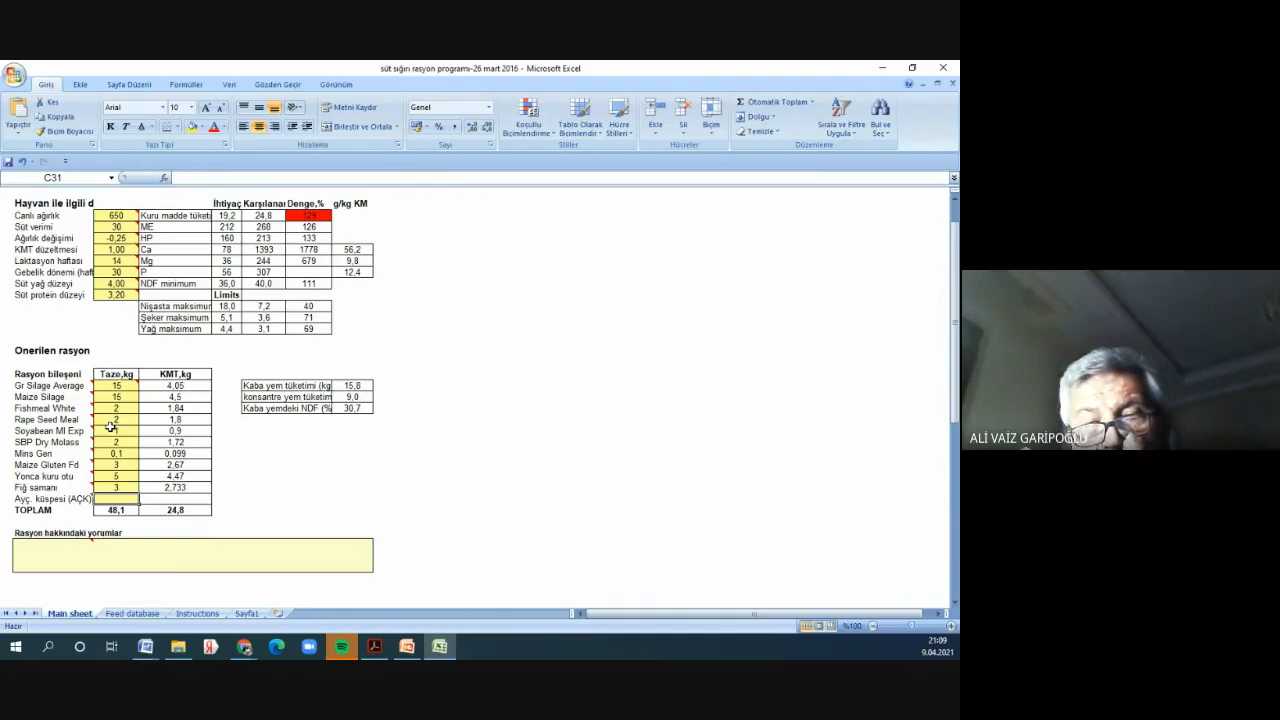 süt sığırı rasyon programı-26 mart 2016 - Microsoft Excel
Giriş Ekle Sayfa Düzeni Formüller Veri Gözden Geçir Görünüm
Kes
Kopyala
Biçim Boyacısı
Yapıştır
Pano
Arial 10
Yazı Tipi
Metni Kaydır
Birleştir ve Ortala
Hizalama
Genel
Sayı
Koşullu Biçimlendirme
Tablo Olarak Biçimlendir
Hücre Stilleri
Stiller
Ekle Sil Biçim
Hücreler
Otomatik Toplam
Dolgu
Temizle
Sırala ve Filtre Uygula
Bul ve Seç
Düzenleme
C31 fx
Hayvan ile ilgili d İhtiyaç Karşılanan Denge,% g/kg KM
Canlı ağırlık 650 Kuru madde tüketi 19,2 24,8 129
Süt verimi 30 ME 212 268 126
Ağırlık değişimi -0,25 HP 160 213 133
KMT düzeltmesi 1,00 Ca 78 1393 1778 56,2
Laktasyon haftası 14 Mg 36 244 679 9,8
Gebelik dönemi (haft 30 P 56 307 12,4
Süt yağ düzeyi 4,00 NDF minimum 36,0 40,0 111
Süt protein düzeyi 3,20 Limits
Nişasta maksimum 18,0 7,2 40
Şeker maksimum 5,1 3,6 71
Yağ maksimum 4,4 3,1 69
Onerilen rasyon
Rasyon bileşeni Taze,kg KMT,kg
Gr Silage Average 15 4,05 Kaba yem tüketimi (kg 15,8
Maize Silage 15 4,5 konsantre yem tüketim 9,0
Fishmeal White 2 1,84 Kaba yemdeki NDF (% 30,7
Rape Seed Meal 2 1,8
Soyabean Ml Exp 1 0,9
SBP Dry Molass 2 1,72
Mins Gen 0,1 0,099
Maize Gluten Fd 3 2,67
Yonca kuru otu 5 4,47
Fiğ samanı 3 2,733
Ayç. küspesi (AÇK)
TOPLAM 48,1 24,8
Rasyon hakkındaki yorumlar
Main sheet Feed database Instructions Sayfa1
Hazır %100
21:09
9.04.2021
ALİ VAİZ GARİPOĞLU